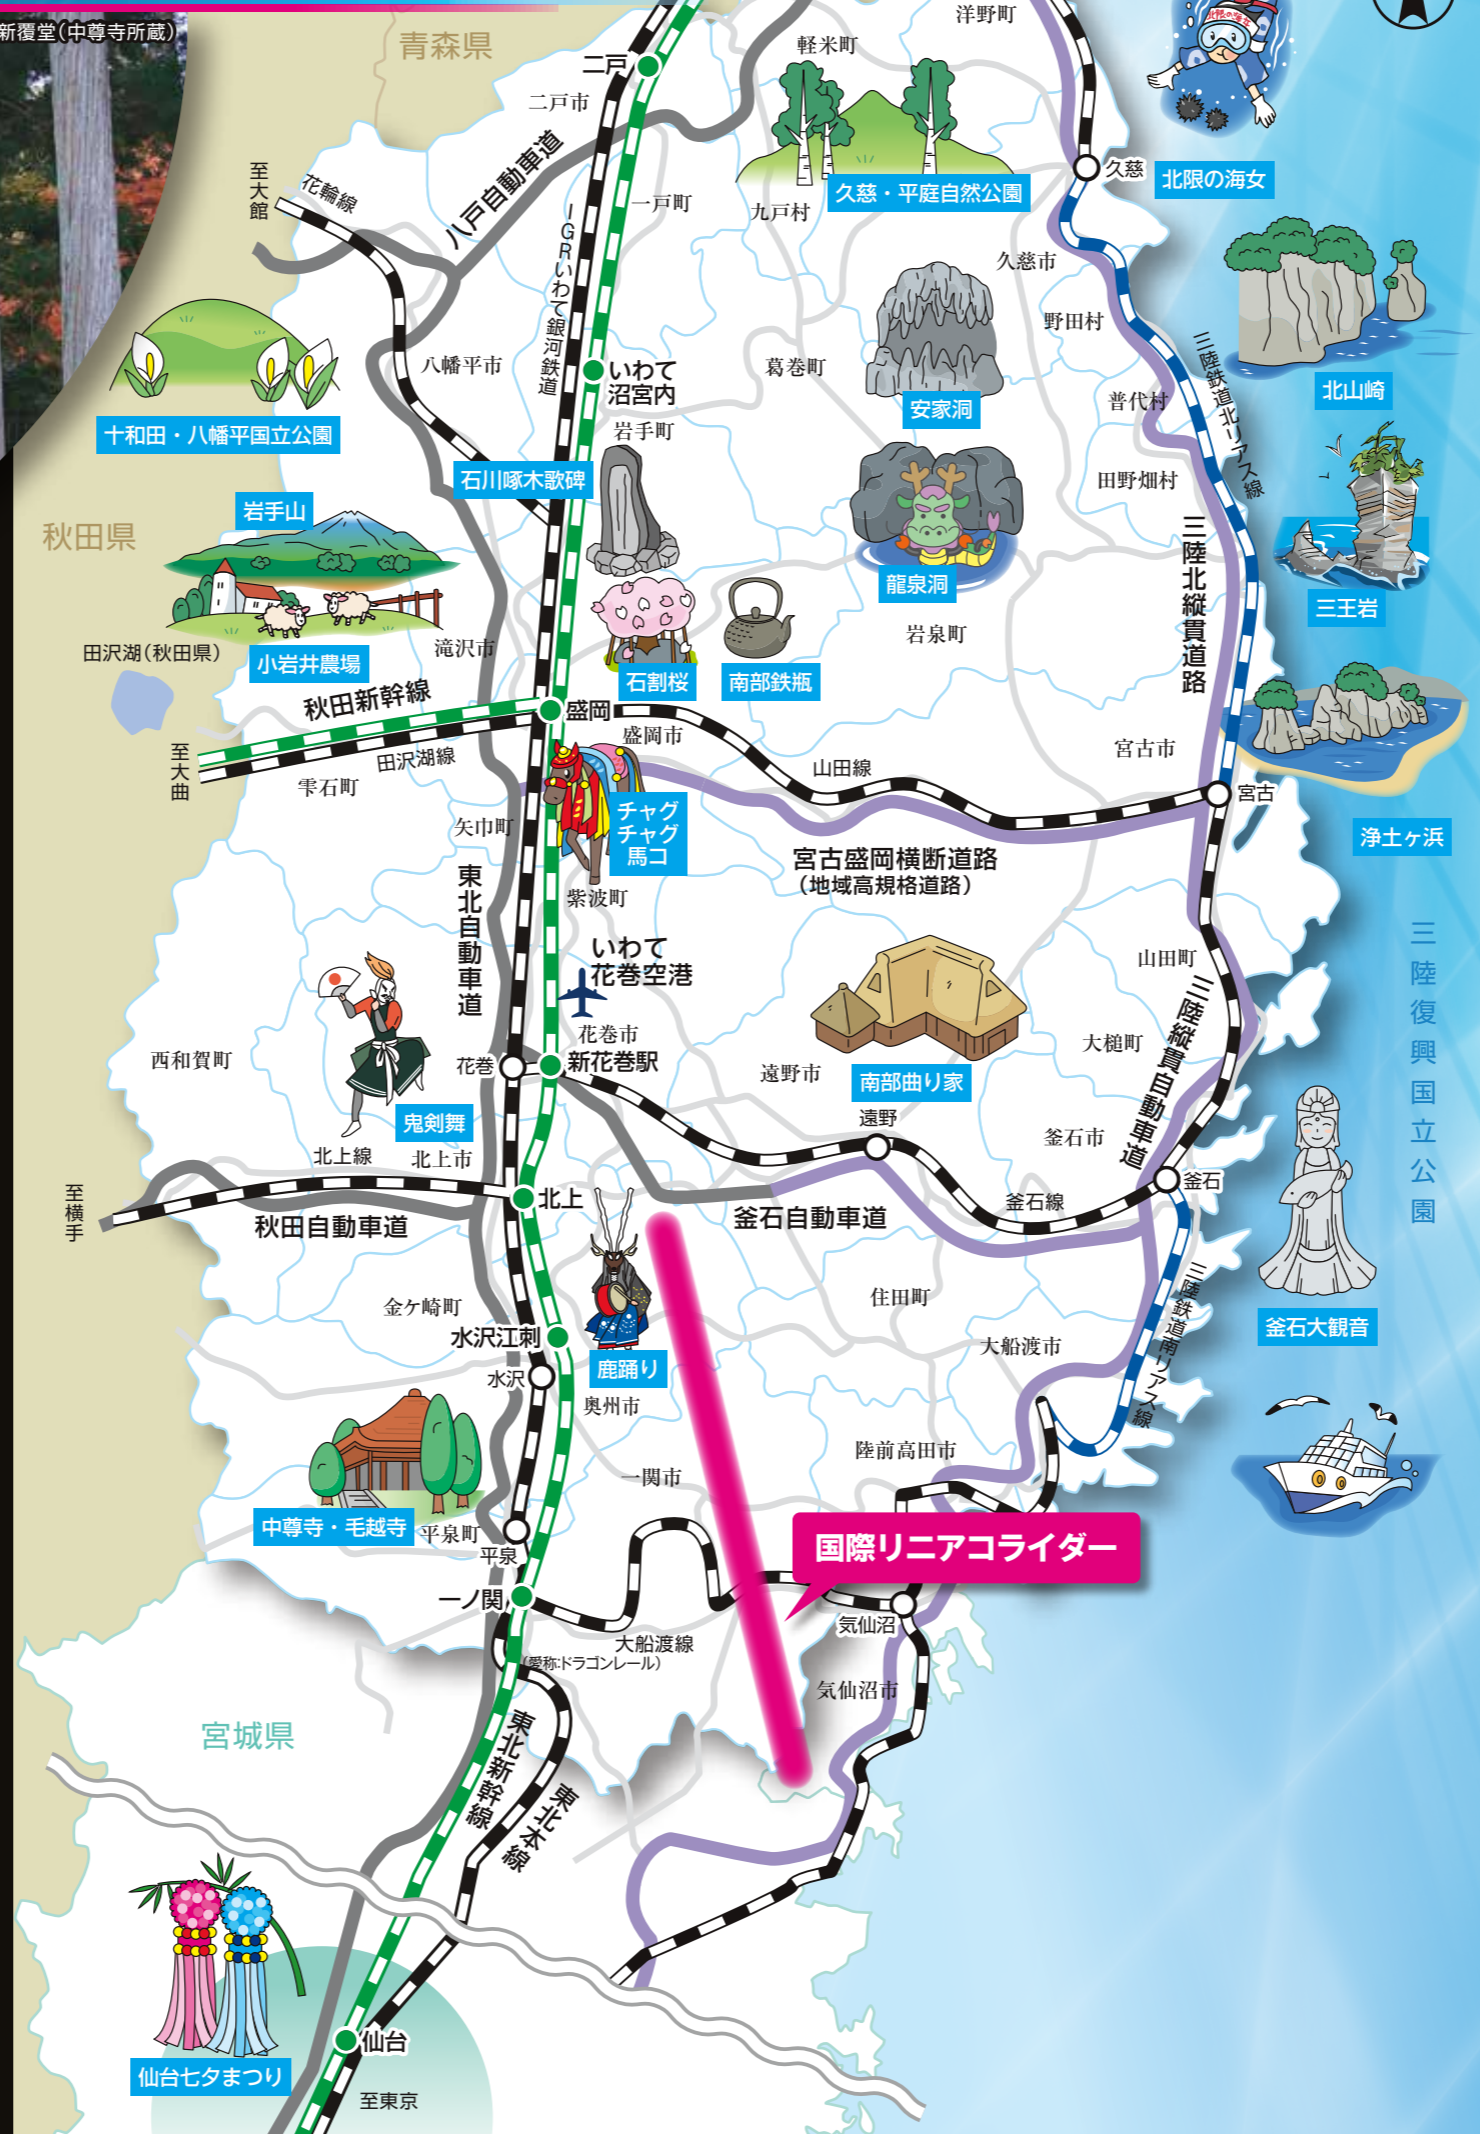 新覆堂(中尊寺所蔵)
青森県
洋野町
軽米町
北限の海女
二戸
二戸市
八戸自動車道
至大館
花輪線
IGRいわて銀河鉄道
一戸町
九戸村
久慈・平庭自然公園
久慈
北限の海女
久慈市
野田村
三陸鉄道北リアス線
北山崎
十和田・八幡平国立公園
八幡平市
いわて
沼宮内
岩手町
葛巻町
安家洞
普代村
石川啄木歌碑
田野畑村
秋田県
岩手山
龍泉洞
三陸北縦貫道路
三王岩
田沢湖(秋田県)
小岩井農場
滝沢市
石割桜
南部鉄瓶
岩泉町
秋田新幹線
盛岡
盛岡市
至大曲
田沢湖線
雫石町
山田線
宮古市
宮古
浄土ヶ浜
矢巾町
チャグ
チャグ
馬コ
宮古盛岡横断道路
(地域高規格道路)
東北自動車道
紫波町
いわて
花巻空港
花巻市
山田町
三陸復興国立公園
西和賀町
花巻
新花巻駅
遠野市
南部曲り家
大槌町
三陸縦貫自動車道
鬼剣舞
遠野
釜石市
北上線
北上市
至横手
北上
釜石線
釜石
秋田自動車道
釜石自動車道
金ケ崎町
住田町
三陸鉄道南リアス線
釜石大観音
水沢江刺
鹿踊り
大船渡市
水沢
奥州市
陸前高田市
一関市
中尊寺・毛越寺
平泉町
平泉
国際リニアコライダー
一ノ関
気仙沼
大船渡線
(愛称:ドラゴンレール)
気仙沼市
宮城県
東北新幹線
東北本線
仙台
仙台七夕まつり
至東京